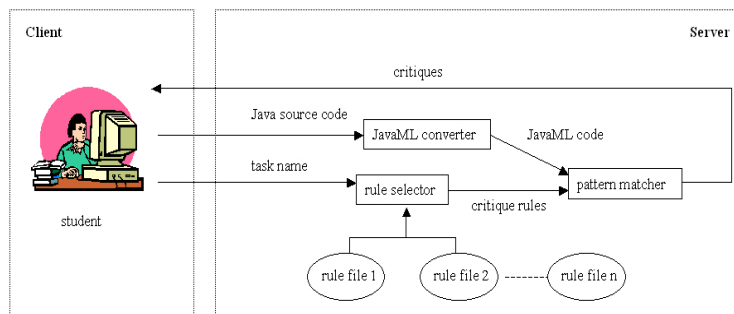 Client
Server
critiques
Java source code
JavaML converter
JavaML code
task name
rule selector
critique rules
pattern matcher
student
rule file 1
rule file 2
rule file n